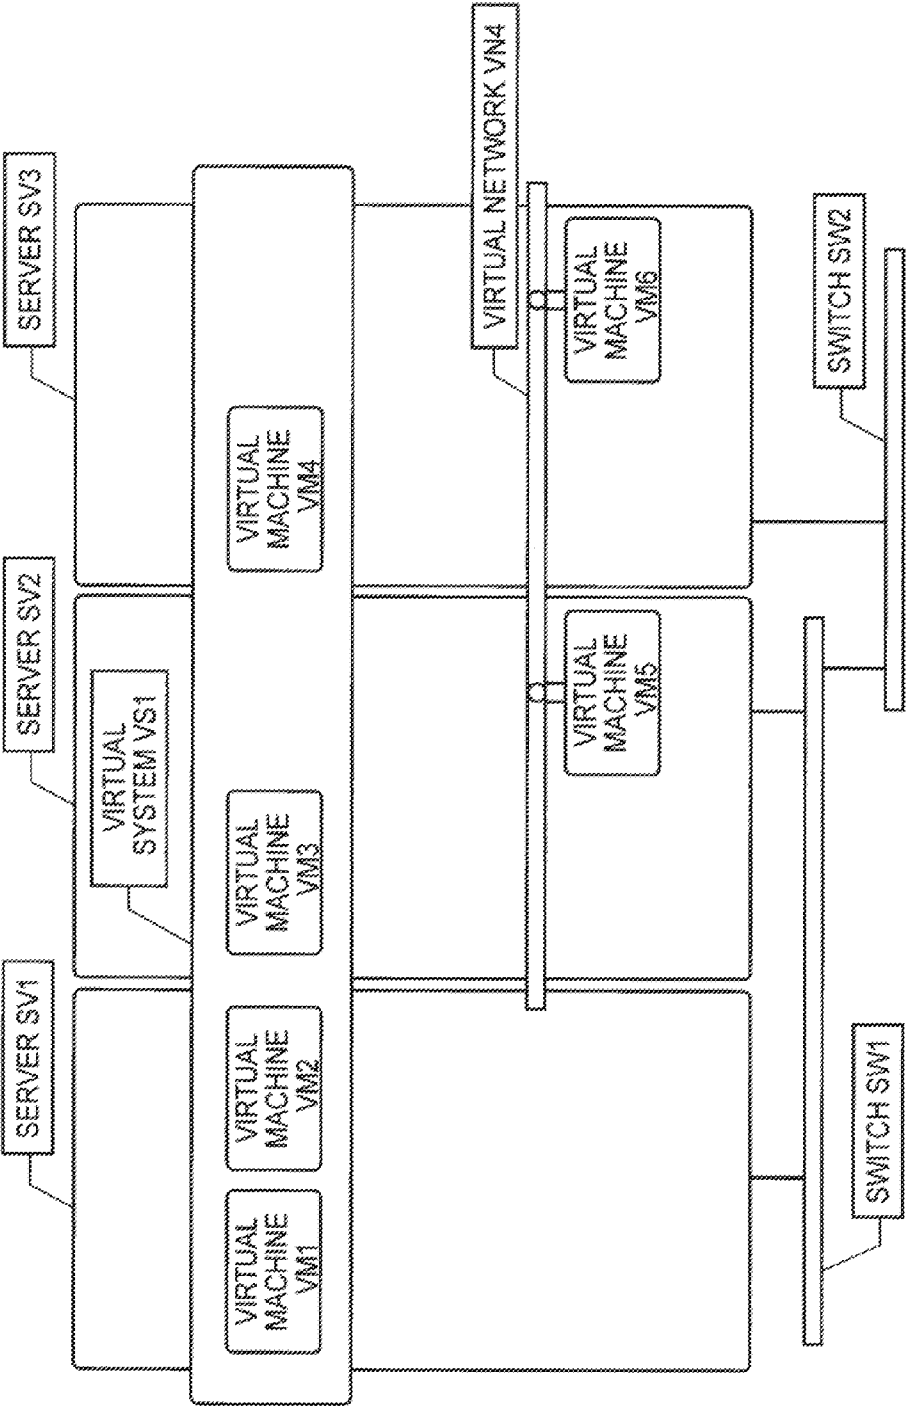 SERVER SV1
SERVER SV2
SERVER SV3
VIRTUAL
SYSTEM VS1
VIRTUAL
MACHINE
VM1
VIRTUAL
MACHINE
VM2
VIRTUAL
MACHINE
VM3
VIRTUAL
MACHINE
VM4
VIRTUAL NETWORK VN4
VIRTUAL
MACHINE
VM5
VIRTUAL
MACHINE
VM6
SWITCH SW1
SWITCH SW2